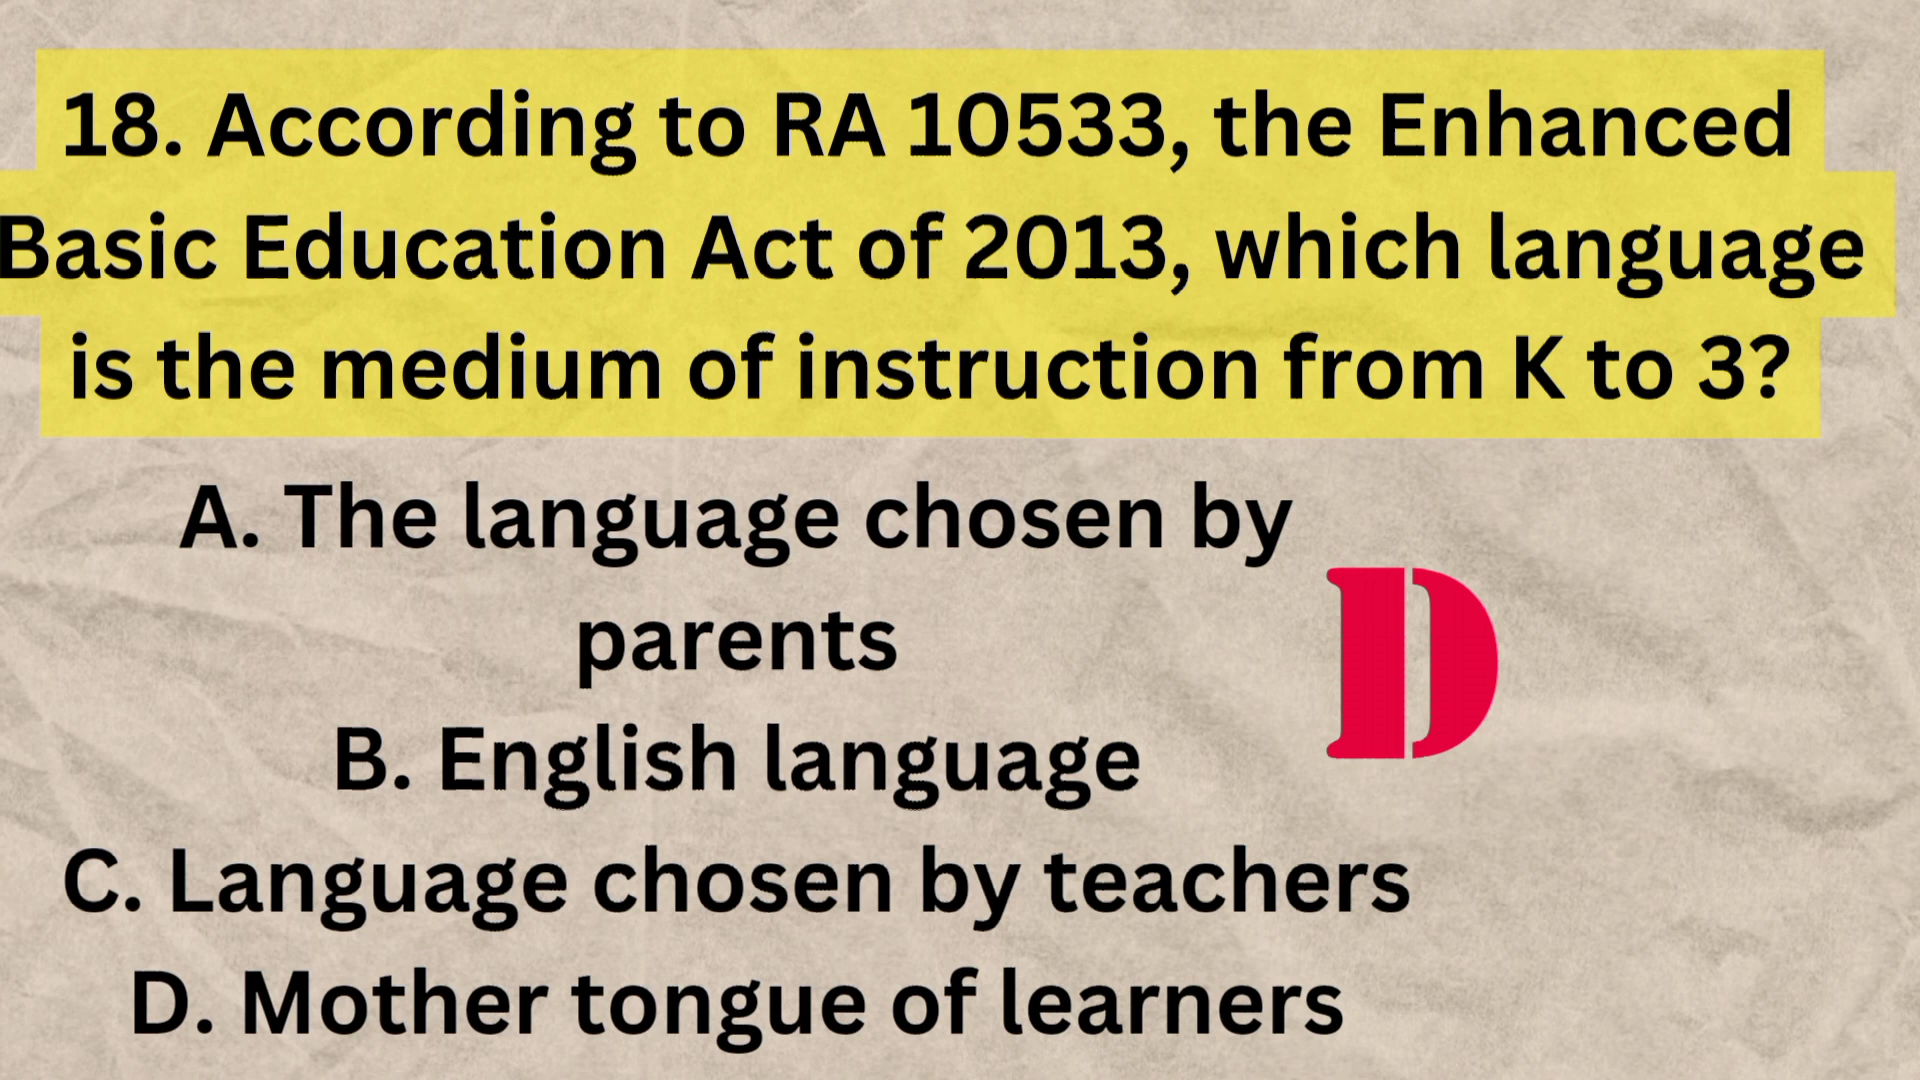 18. According to RA 10533, the Enhanced
Basic Education Act of 2013, which language
is the medium of instruction from K to 3?
A. The language chosen by
parents
D
B. English language
C. Language chosen by teachers
D. Mother tongue of learners